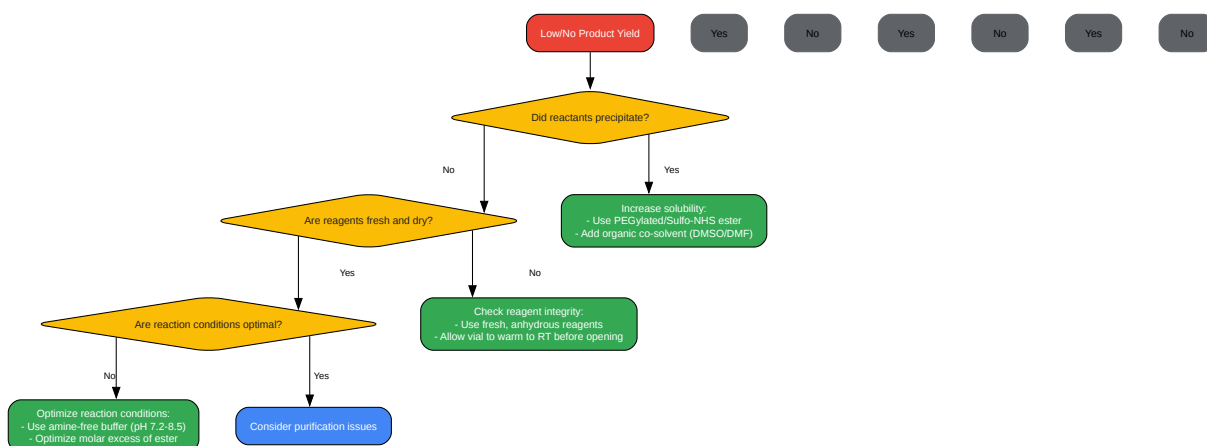 Low/No Product Yield
Yes
No
Yes
No
Yes
No
Did reactants precipitate?
No
Yes
Increase solubility:
- Use PEGylated/Sulfo-NHS ester
- Add organic co-solvent (DMSO/DMF)
Are reagents fresh and dry?
Yes
No
Check reagent integrity:
- Use fresh, anhydrous reagents
- Allow vial to warm to RT before opening
Are reaction conditions optimal?
No
Yes
Optimize reaction conditions:
- Use amine-free buffer (pH 7.2-8.5)
- Optimize molar excess of ester
Consider purification issues